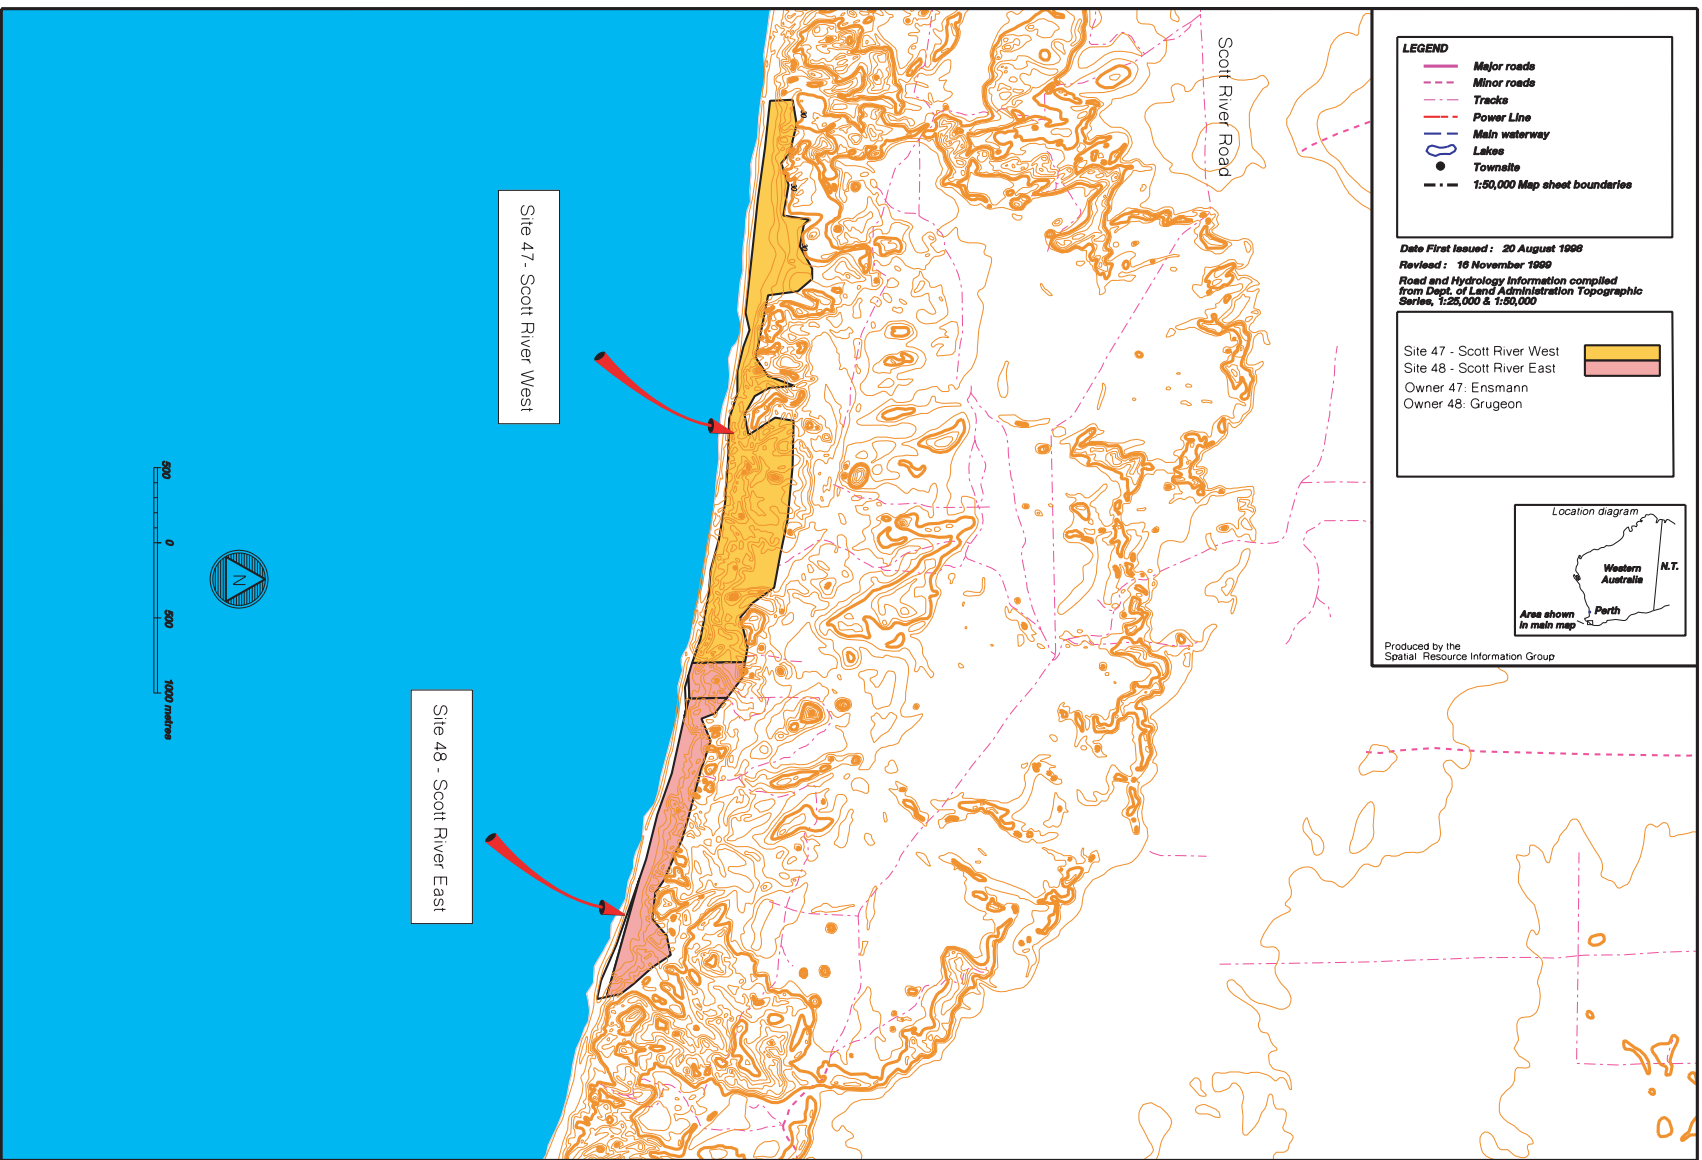 Scott River Road
Site 47- Scott River West
Site 48 - Scott River East
30
30
30
500
0
500
1000 metres
N
LEGEND
Major roads
Minor roads
Tracks
Power Line
Main waterway
Lakes
Townsite
1:50,000 Map sheet boundaries
Date First Issued : 20 August 1998
Revised : 16 November 1999
Road and Hydrology Information compiled
from Dept. of Land Administration Topographic
Series, 1:25,000 & 1:50,000
Site 47 - Scott River West
Site 48 - Scott River East
Owner 47: Ensmann
Owner 48: Grugeon
Location diagram
Western
Australia
N.T.
Perth
Area shown
in main map
Produced by the
Spatial Resource Information Group